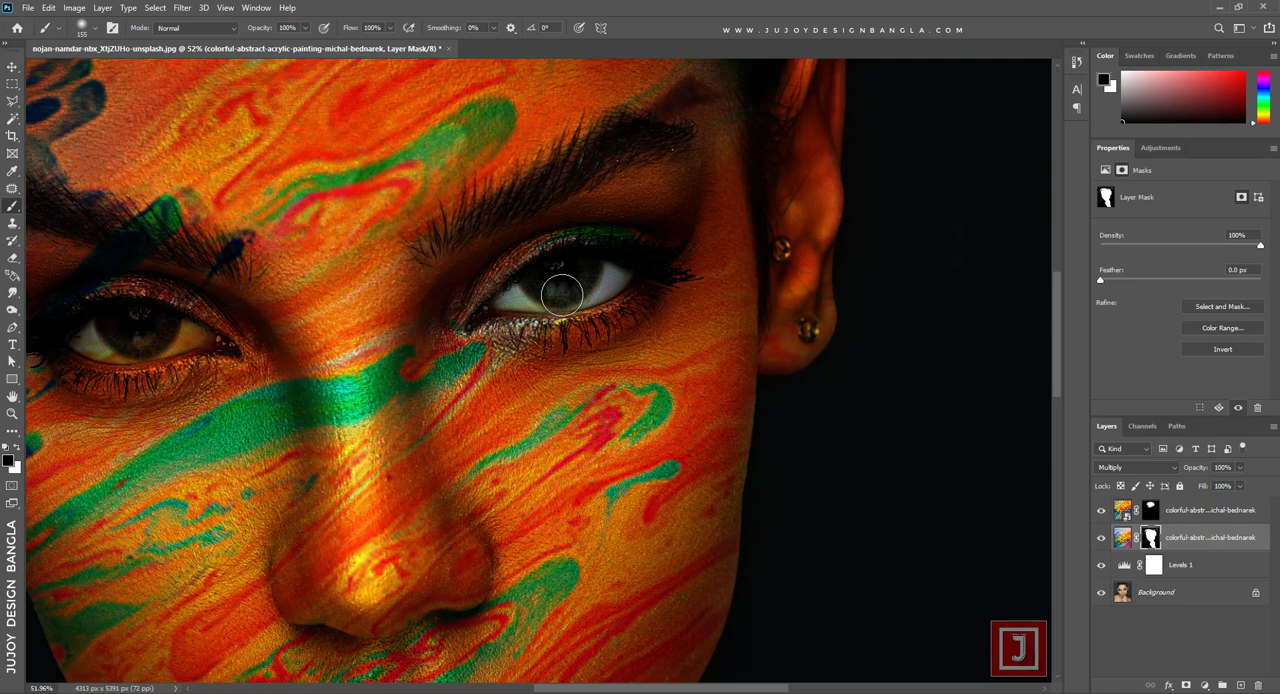 File Edit Image Layer Type Select Filter 3D View Window Help
155 Mode: Normal Opacity: 100% Flow: 100% Smoothing: 0% 0°
nojan-namdar-nbx_XtJZUHo-unsplash.jpg @ 52% (colorful-abstract-acrylic-painting-michal-bednarek, Layer Mask/8) *
WWW.JUJOYDESIGNBANGLA.COM
Color Swatches Gradients Patterns
Properties Adjustments
Masks
Layer Mask
Density: 100%
Feather: 0.0 px
Refine: Select and Mask...
Color Range...
Invert
Layers Channels Paths
Kind
Multiply Opacity: 100%
Lock: Fill: 100%
colorful-abstr...ichal-bednarek
colorful-abstr...ichal-bednarek
Levels 1
Background
JUJOY DESIGN BANGLA
J
51.96% 4313 px x 5391 px (72 ppi)